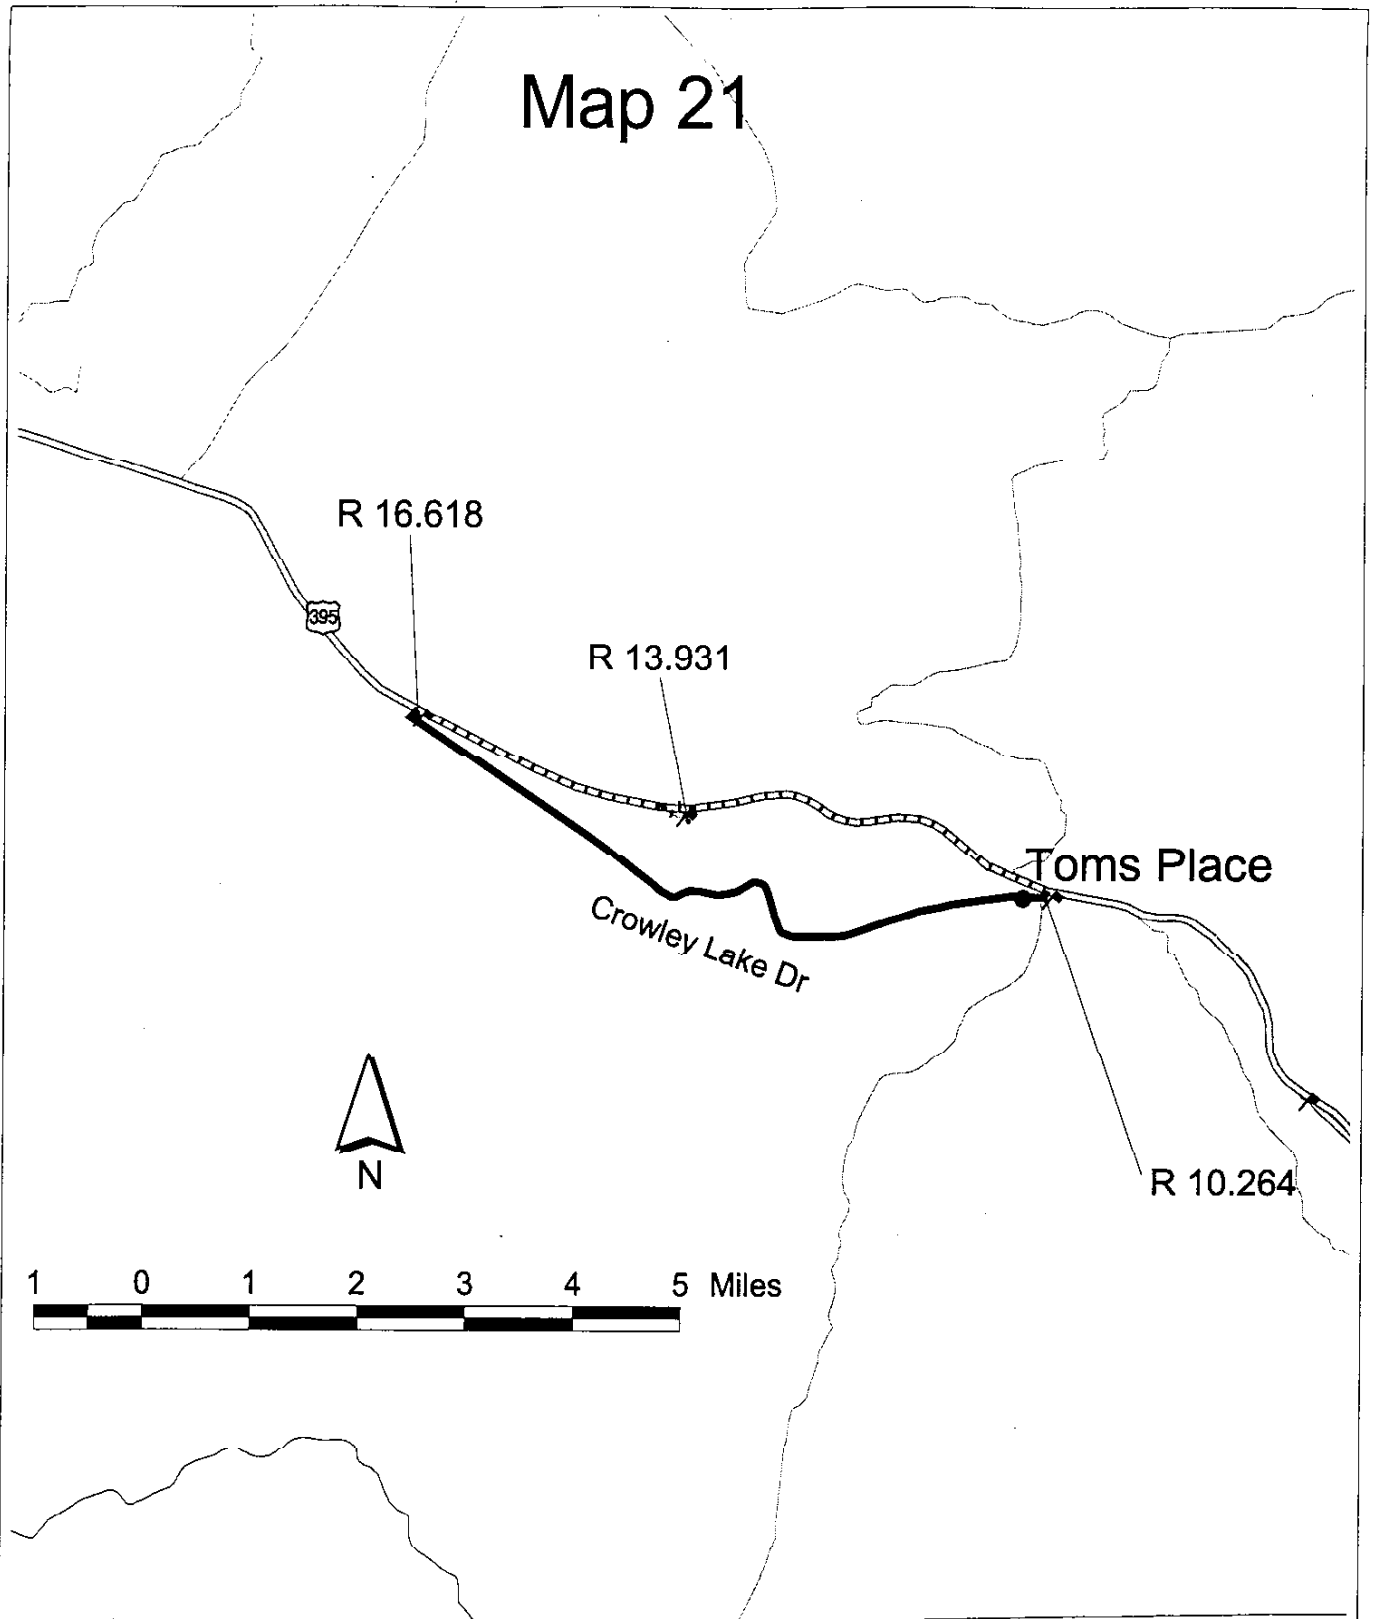 Map 21
R 16.618
395
R 13.931
Toms Place
Crowley Lake Dr
N
R 10.264
1 0 1 2 3 4 5 Miles